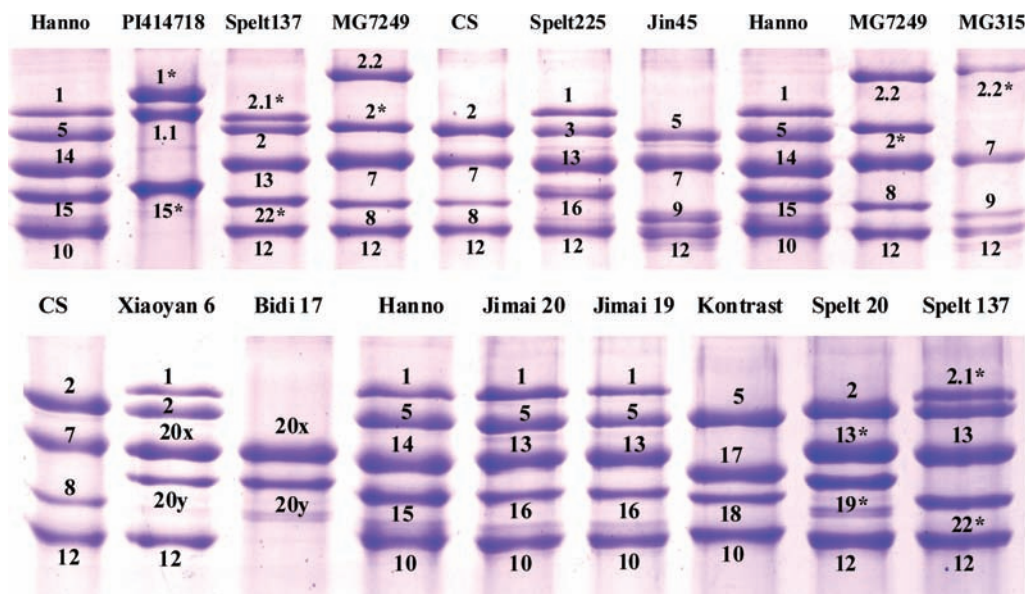 Hanno PI414718 Spelt137 MG7249 CS Spelt225 Jin45 Hanno MG7249 MG315
1 1* 2.1* 2.2 2 1 5 1 2.2 2.2*
5 1.1 2 2* 7 3 7 5 2* 7
14 15* 13 7 8 13 9 14 8 9
15 22* 8 12 16 12 15 12 12
10 12 12 12 10
CS Xiaoyan 6 Bidi 17 Hanno Jimai 20 Jimai 19 Kontrast Spelt 20 Spelt 137
2 1 20x 1 1 1 5 2 2.1*
7 2 20y 5 5 5 17 13* 13
8 20x 14 13 13 18 19* 22*
12 20y 15 16 16 10 12 12
12 10 10 10